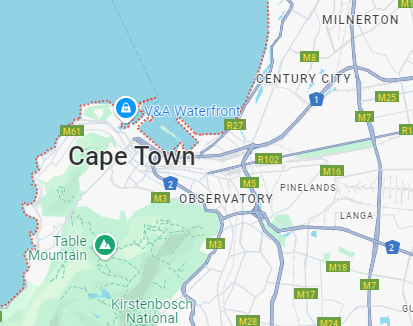 MILNERTON
M8
CENTURY CITY
1
M25
V&A Waterfront
R27
M7
M61
Cape Town
R102
M16
2
M5
PINELANDS
M3
OBSERVATORY
LANGA
Table
Mountain
M3
2
M18
M7
Kirstenbosch
National
M17
M28
M24